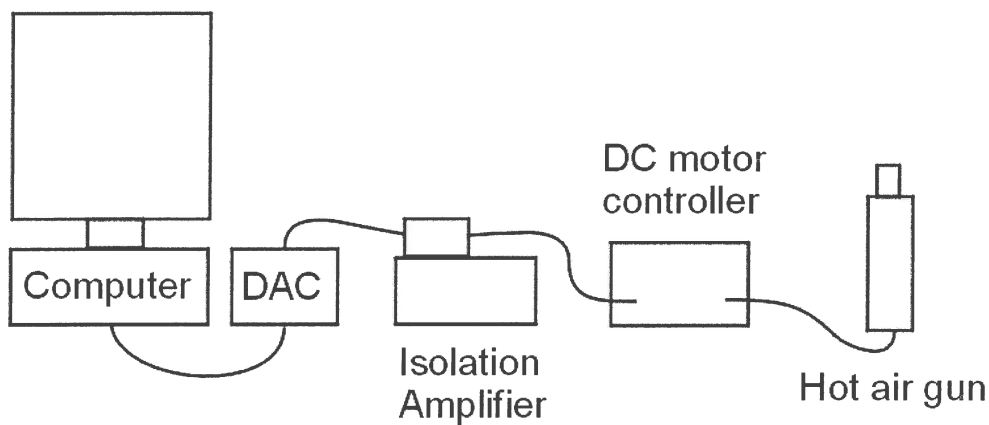 Computer
DAC
Isolation
Amplifier
DC motor
controller
Hot air gun